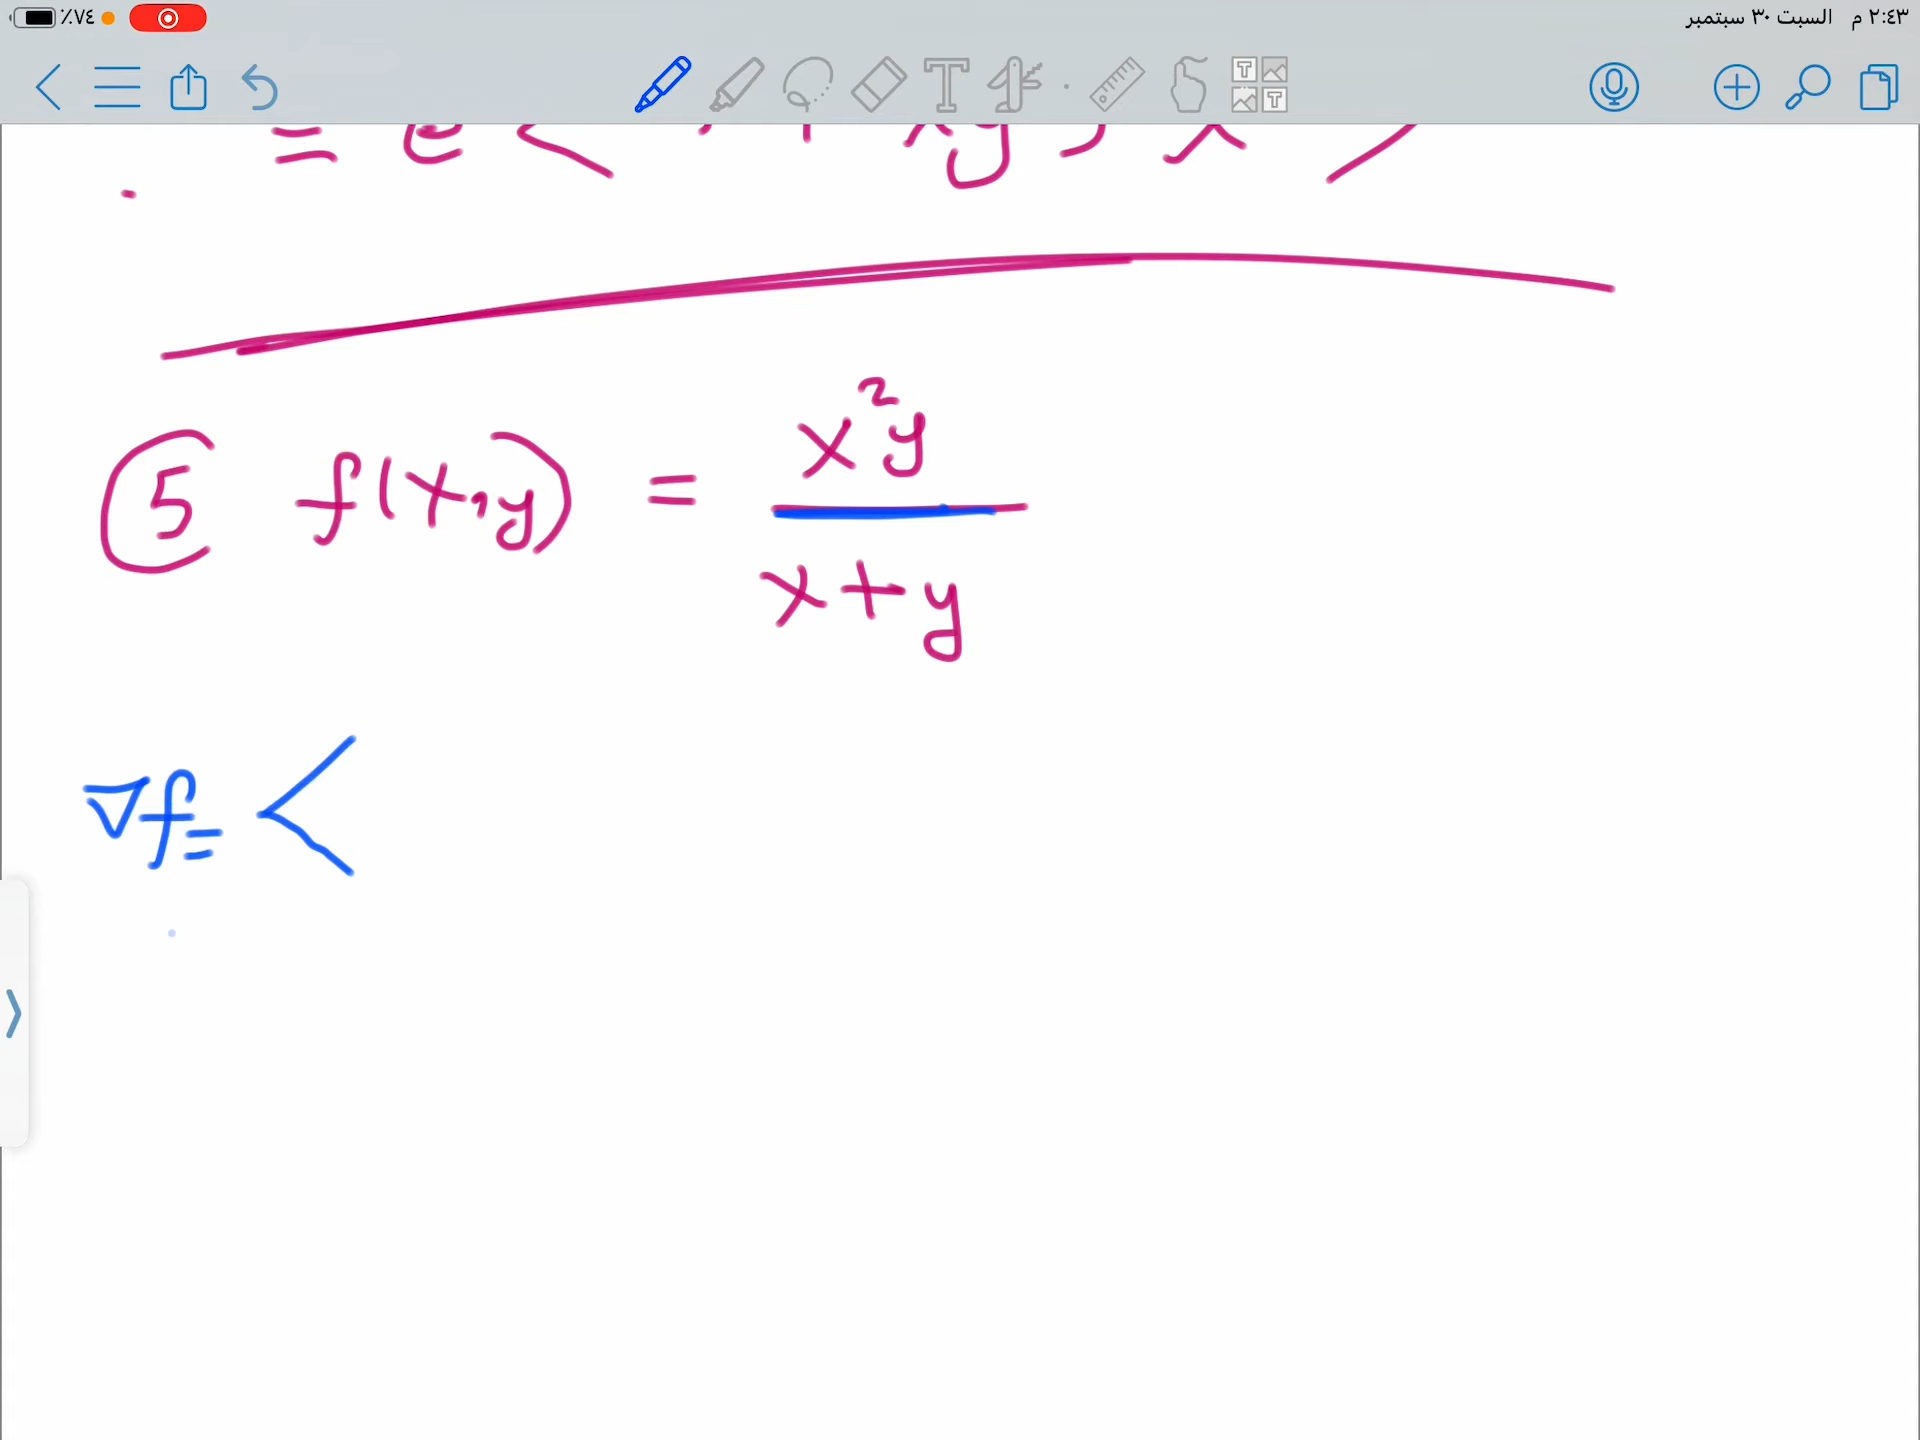 ٪٧٤ السبت ٣٠ سبتمبر ٢:٤٣ م
5 f(x,y) = x²y / x+y
∇f = <